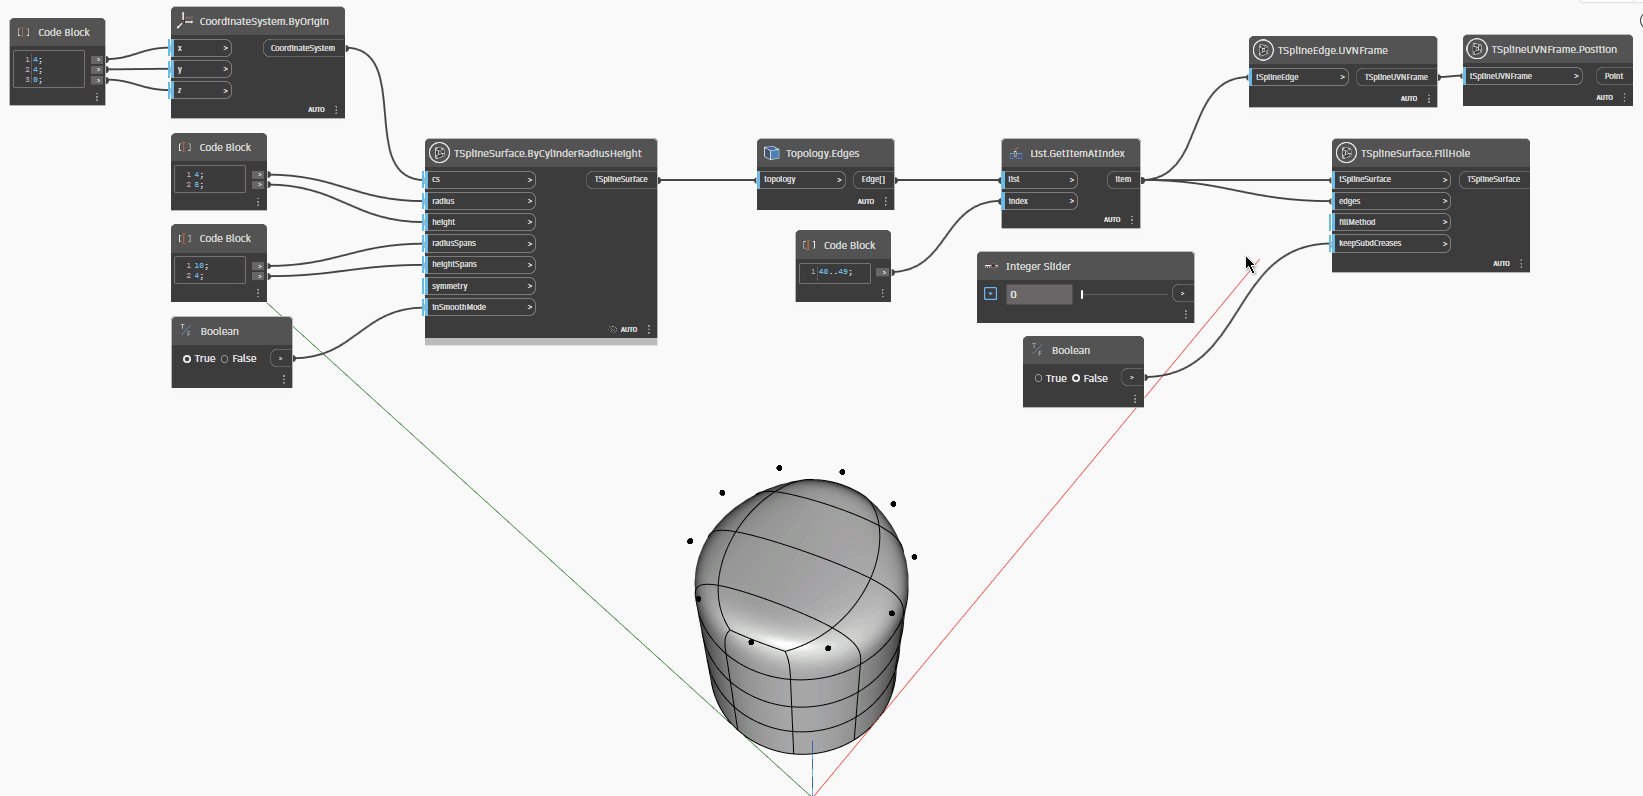 Code Block
1 4;
2 4;
3 0;
>
>
>
CoordinateSystem.ByOrigin
x >
CoordinateSystem
y >
z >
AUTO
Code Block
1 4;
2 8;
>
>
Code Block
1 10;
2 4;
>
>
Boolean
True False >
TSplineSurface.ByCylinderRadiusHeight
cs >
TSplineSurface
radius >
height >
radiusSpans >
heightSpans >
symmetry >
inSmoothMode >
AUTO
Topology.Edges
topology >
Edge[]
AUTO
Code Block
1 40..49;
>
List.GetItemAtIndex
list >
item
index >
AUTO
Integer Slider
0 >
Boolean
True False >
TSplineEdge.UVNFrame
tSplineEdge >
TSplineUVNFrame
AUTO
TSplineUVNFrame.Position
tSplineUVNFrame >
Point
AUTO
TSplineSurface.FillHole
tSplineSurface >
TSplineSurface
edges >
fillMethod >
keepSubdCreases >
AUTO